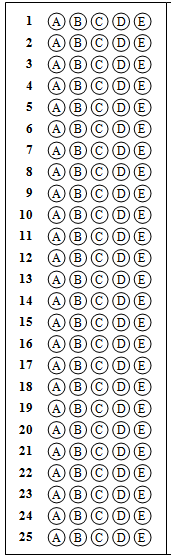 1 A B C D E
2 A B C D E
3 A B C D E
4 A B C D E
5 A B C D E
6 A B C D E
7 A B C D E
8 A B C D E
9 A B C D E
10 A B C D E
11 A B C D E
12 A B C D E
13 A B C D E
14 A B C D E
15 A B C D E
16 A B C D E
17 A B C D E
18 A B C D E
19 A B C D E
20 A B C D E
21 A B C D E
22 A B C D E
23 A B C D E
24 A B C D E
25 A B C D E